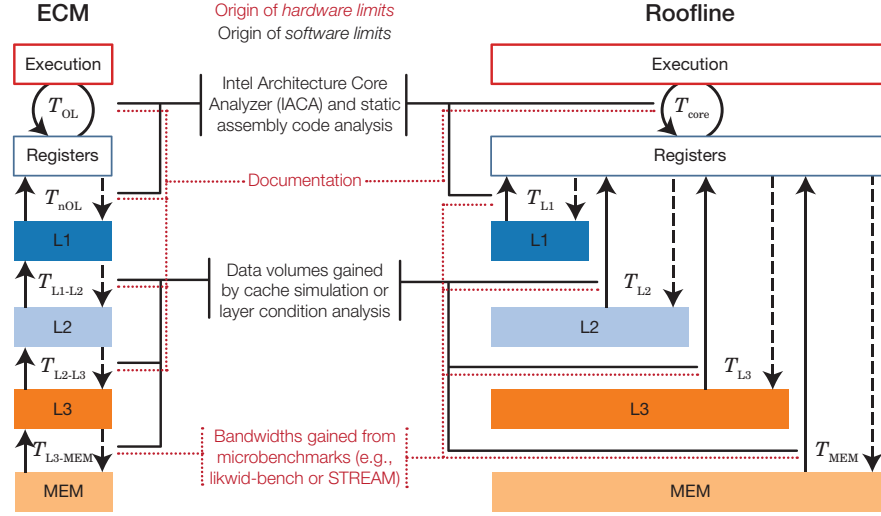 ECM
Origin of hardware limits
Origin of software limits
Roofline
Execution
Execution
T_OL
Intel Architecture Core
Analyzer (IACA) and static
assembly code analysis
T_core
Registers
Registers
Documentation
T_nOL
T_L1
L1
L1
T_L1-L2
Data volumes gained
by cache simulation or
layer condition analysis
T_L2
L2
L2
T_L2-L3
T_L3
L3
L3
T_L3-MEM
Bandwidths gained from
microbenchmarks (e.g.,
likwid-bench or STREAM)
T_MEM
MEM
MEM